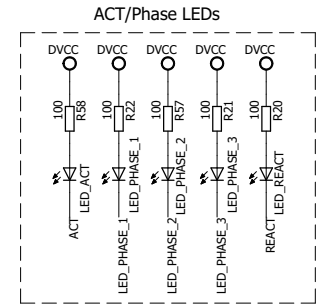 ACT/Phase LEDs
DVCC DVCC DVCC DVCC DVCC
100 R58
100 R22
100 R57
100 R21
100 R20
LED_ACT
LED_PHASE_1
LED_PHASE_2
LED_PHASE_3
LED_REACT
ACT
LED_PHASE_1
LED_PHASE_2
LED_PHASE_3
REACT